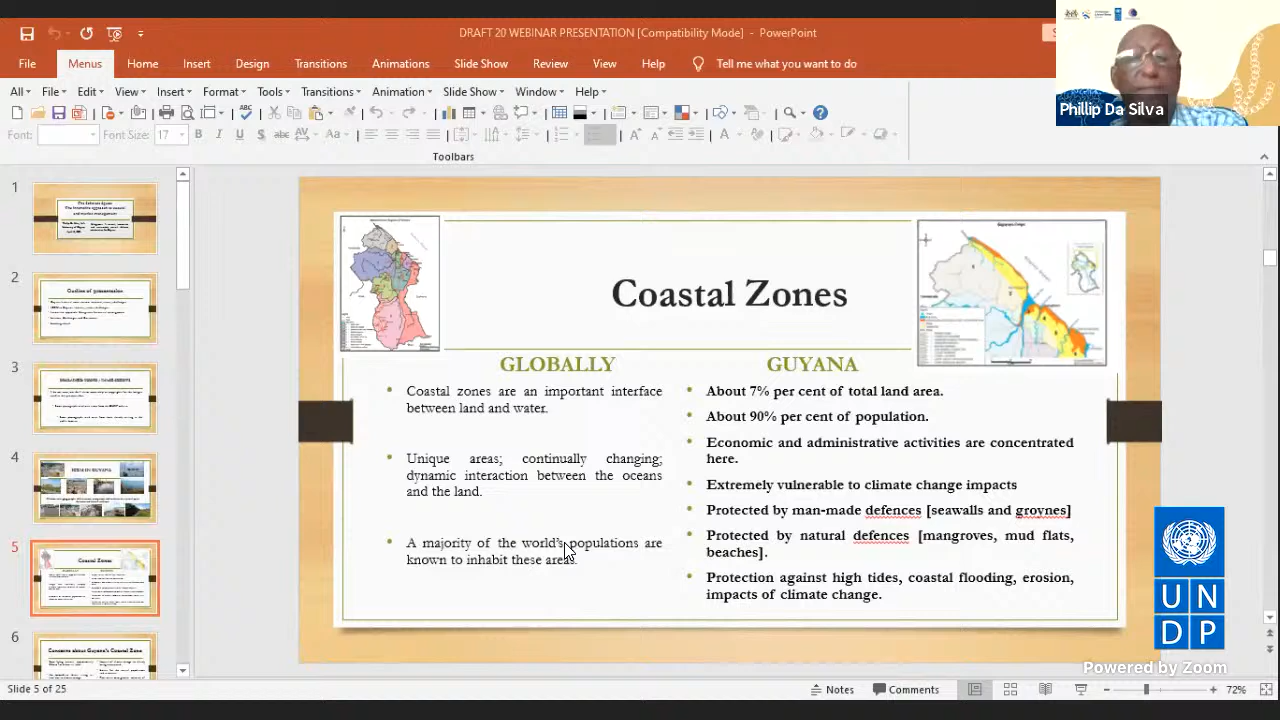 DRAFT 20 WEBINAR PRESENTATION [Compatibility Mode] - PowerPoint
File Menus Home Insert Design Transitions Animations Slide Show Review View Help Tell me what you want to do
All File Edit View Insert Format Tools Transitions Animation Slide Show Window Help
Font: Font Size: 17
Toolbars
Phillip Da Silva
1
2
Outline of presentation
3
4
5
Coastal Zones
6
Concerns about Guyana's Coastal Zone
Coastal Zones
GLOBALLY
• Coastal zones are an important interface
between land and water.
• Unique areas; continually changing;
dynamic interaction between the oceans
and the land.
• A majority of the world's populations are
known to inhabit these areas.
GUYANA
• About 7% per cent of total land area.
• About 90% per cent of population.
• Economic and administrative activities are concentrated
here.
• Extremely vulnerable to climate change impacts
• Protected by man-made defences [seawalls and groynes]
• Protected by natural defences [mangroves, mud flats,
beaches].
• Protection against high tides, coastal flooding, erosion,
impacts of climate change.
U N
D P
Powered by Zoom
Slide 5 of 25
Notes Comments 72%